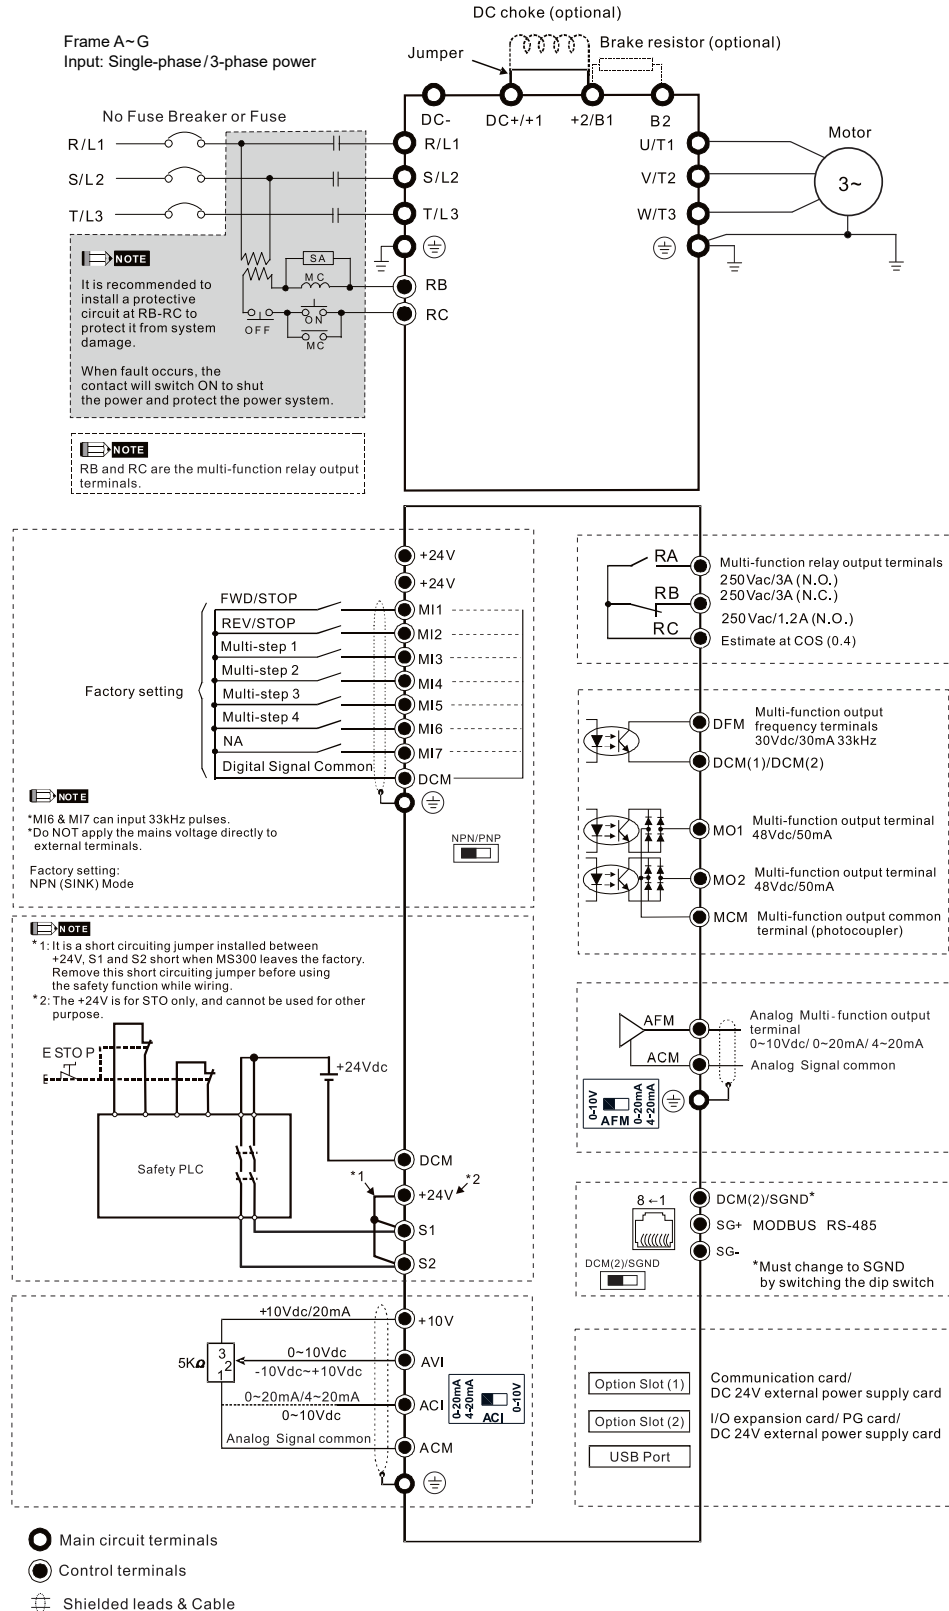 DC choke (optional)
Frame A~G
Input: Single-phase/3-phase power
Jumper
Brake resistor (optional)
No Fuse Breaker or Fuse
DC-
DC+/+1
+2/B1
B2
Motor
R/L1
R/L1
U/T1
S/L2
S/L2
V/T2
3~
T/L3
T/L3
W/T3
NOTE
It is recommended to
install a protective
circuit at RB-RC to
protect it from system
damage.
When fault occurs, the
contact will switch ON to shut
the power and protect the power system.
SA
MC
RB
OFF
ON
MC
RC
NOTE
RB and RC are the multi-function relay output
terminals.
+24V
+24V
Factory setting
FWD/STOP
MI1
REV/STOP
MI2
Multi-step 1
MI3
Multi-step 2
MI4
Multi-step 3
MI5
Multi-step 4
MI6
NA
MI7
Digital Signal Common
DCM
NOTE
*MI6 & MI7 can input 33kHz pulses.
*Do NOT apply the mains voltage directly to
external terminals.
Factory setting:
NPN (SINK) Mode
NPN/PNP
RA
RB
RC
Multi-function relay output terminals
250Vac/3A (N.O.)
250Vac/3A (N.C.)
250Vac/1.2A (N.O.)
Estimate at COS (0.4)
DFM
Multi-function output
frequency terminals
30Vdc/30mA 33kHz
DCM(1)/DCM(2)
MO1
Multi-function output terminal
48Vdc/50mA
MO2
Multi-function output terminal
48Vdc/50mA
MCM
Multi-function output common
terminal (photocoupler)
NOTE
*1: It is a short circuiting jumper installed between
+24V, S1 and S2 short when MS300 leaves the factory.
Remove this short circuiting jumper before using
the safety function while wiring.
*2: The +24V is for STO only, and cannot be used for other
purpose.
ESTOP
+24Vdc
Safety PLC
DCM
*1
+24V
*2
S1
S2
AFM
Analog Multi-function output
terminal
0~10Vdc/ 0~20mA/ 4~20mA
ACM
Analog Signal common
0-10V
AFM
0-20mA
4-20mA
8←1
DCM(2)/SGND*
SG+ MODBUS RS-485
SG-
DCM(2)/SGND
*Must change to SGND
by switching the dip switch
+10Vdc/20mA
+10V
5KΩ
3
2
1
0~10Vdc
-10Vdc~+10Vdc
AVI
0~20mA/4~20mA
0~10Vdc
ACI
0-20mA
4-20mA
ACI
0-10V
Analog Signal common
ACM
Option Slot (1)
Communication card/
DC 24V external power supply card
Option Slot (2)
I/O expansion card/ PG card/
DC 24V external power supply card
USB Port
Main circuit terminals
Control terminals
Shielded leads & Cable